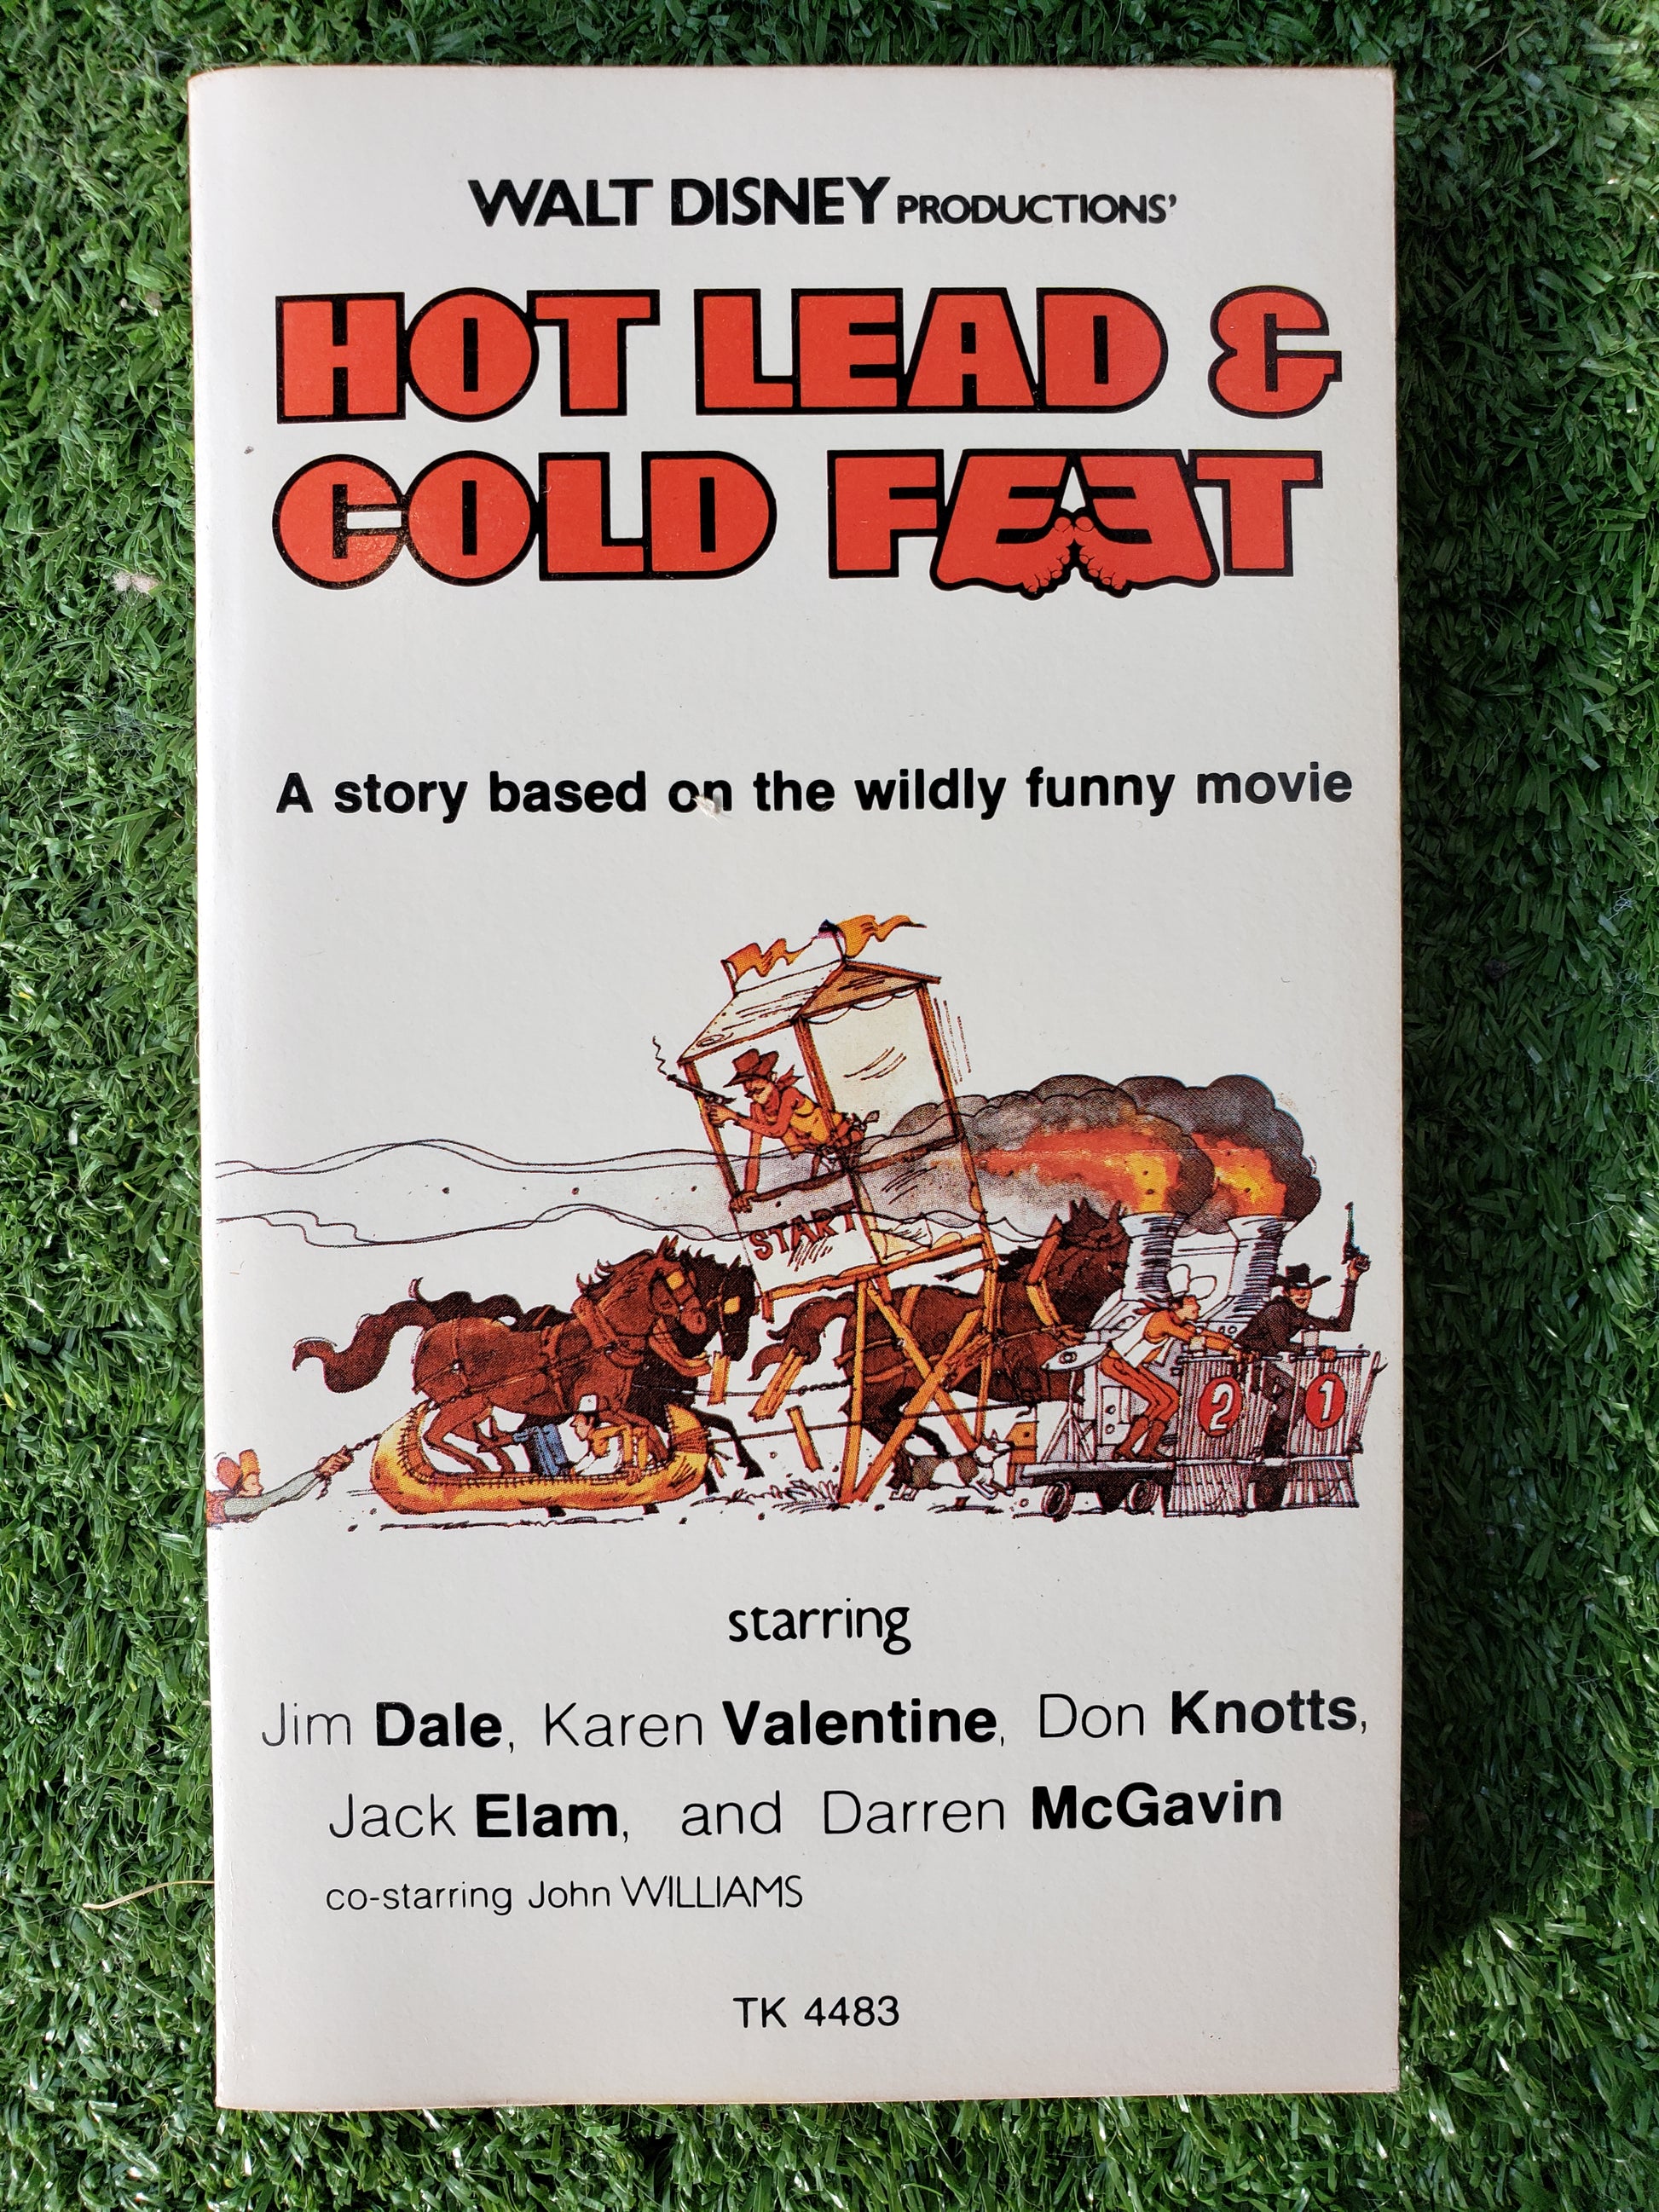 WALT DISNEY PRODUCTIONS'
HOT LEAD &
COLD FEET
A story based on the wildly funny movie
START
2 1
starring
Jim Dale, Karen Valentine, Don Knotts,
Jack Elam, and Darren McGavin
co-starring John WILLIAMS
TK 4483